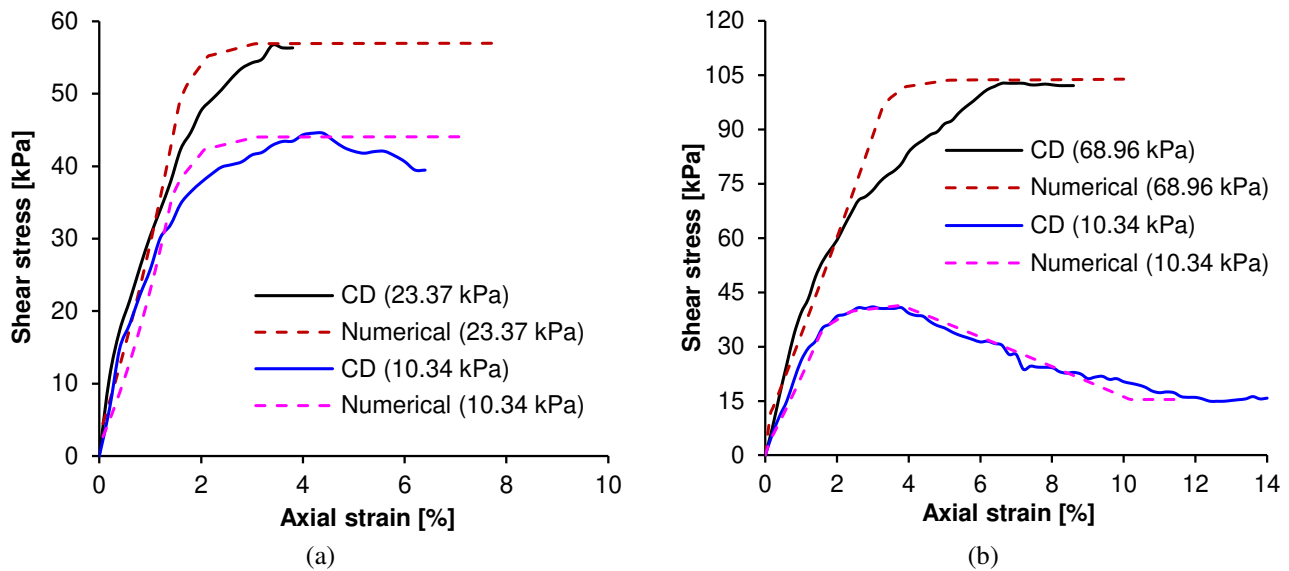 60
50
40
30
20
10
0
Shear stress [kPa]
CD (23.37 kPa)
Numerical (23.37 kPa)
CD (10.34 kPa)
Numerical (10.34 kPa)
0 2 4 6 8 10
Axial strain [%]
(a)
120
105
90
75
60
45
30
15
0
Shear stress [kPa]
CD (68.96 kPa)
Numerical (68.96 kPa)
CD (10.34 kPa)
Numerical (10.34 kPa)
0 2 4 6 8 10 12 14
Axial strain [%]
(b)